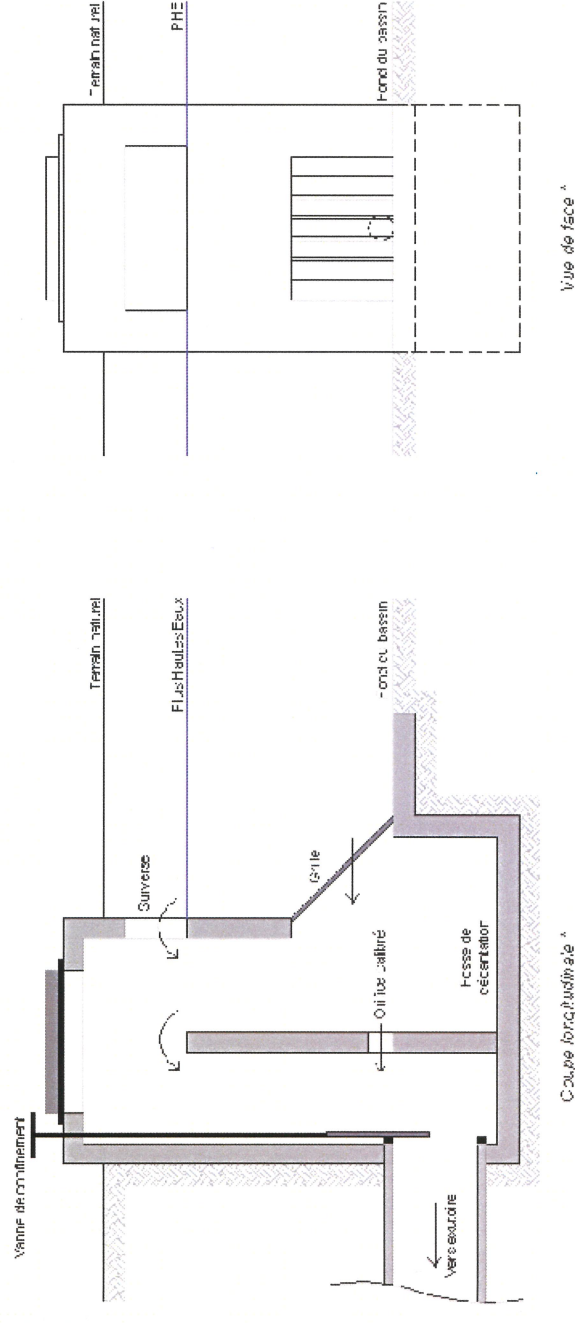 Terrain naturel
PHE
Fond du bassin
Vue de face *
Terrain naturel
Plus Hautes Eaux
Fond du bassin
Surverse
Grille
Orifice calibré
Fosse de
décantation
Vanne de confinement
Vers exutoire
Coupe longitudinale *